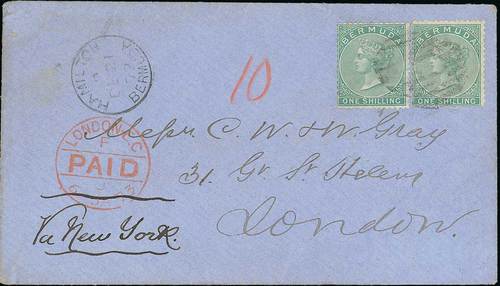 HAMILTON
BERMUDA
10
BERMUDA
ONE SHILLING
BERMUDA
ONE SHILLING
LONDON E.C
PAID
Messrs C. W. & W. Gray
31. Gt St Helens
London.
Via New York.